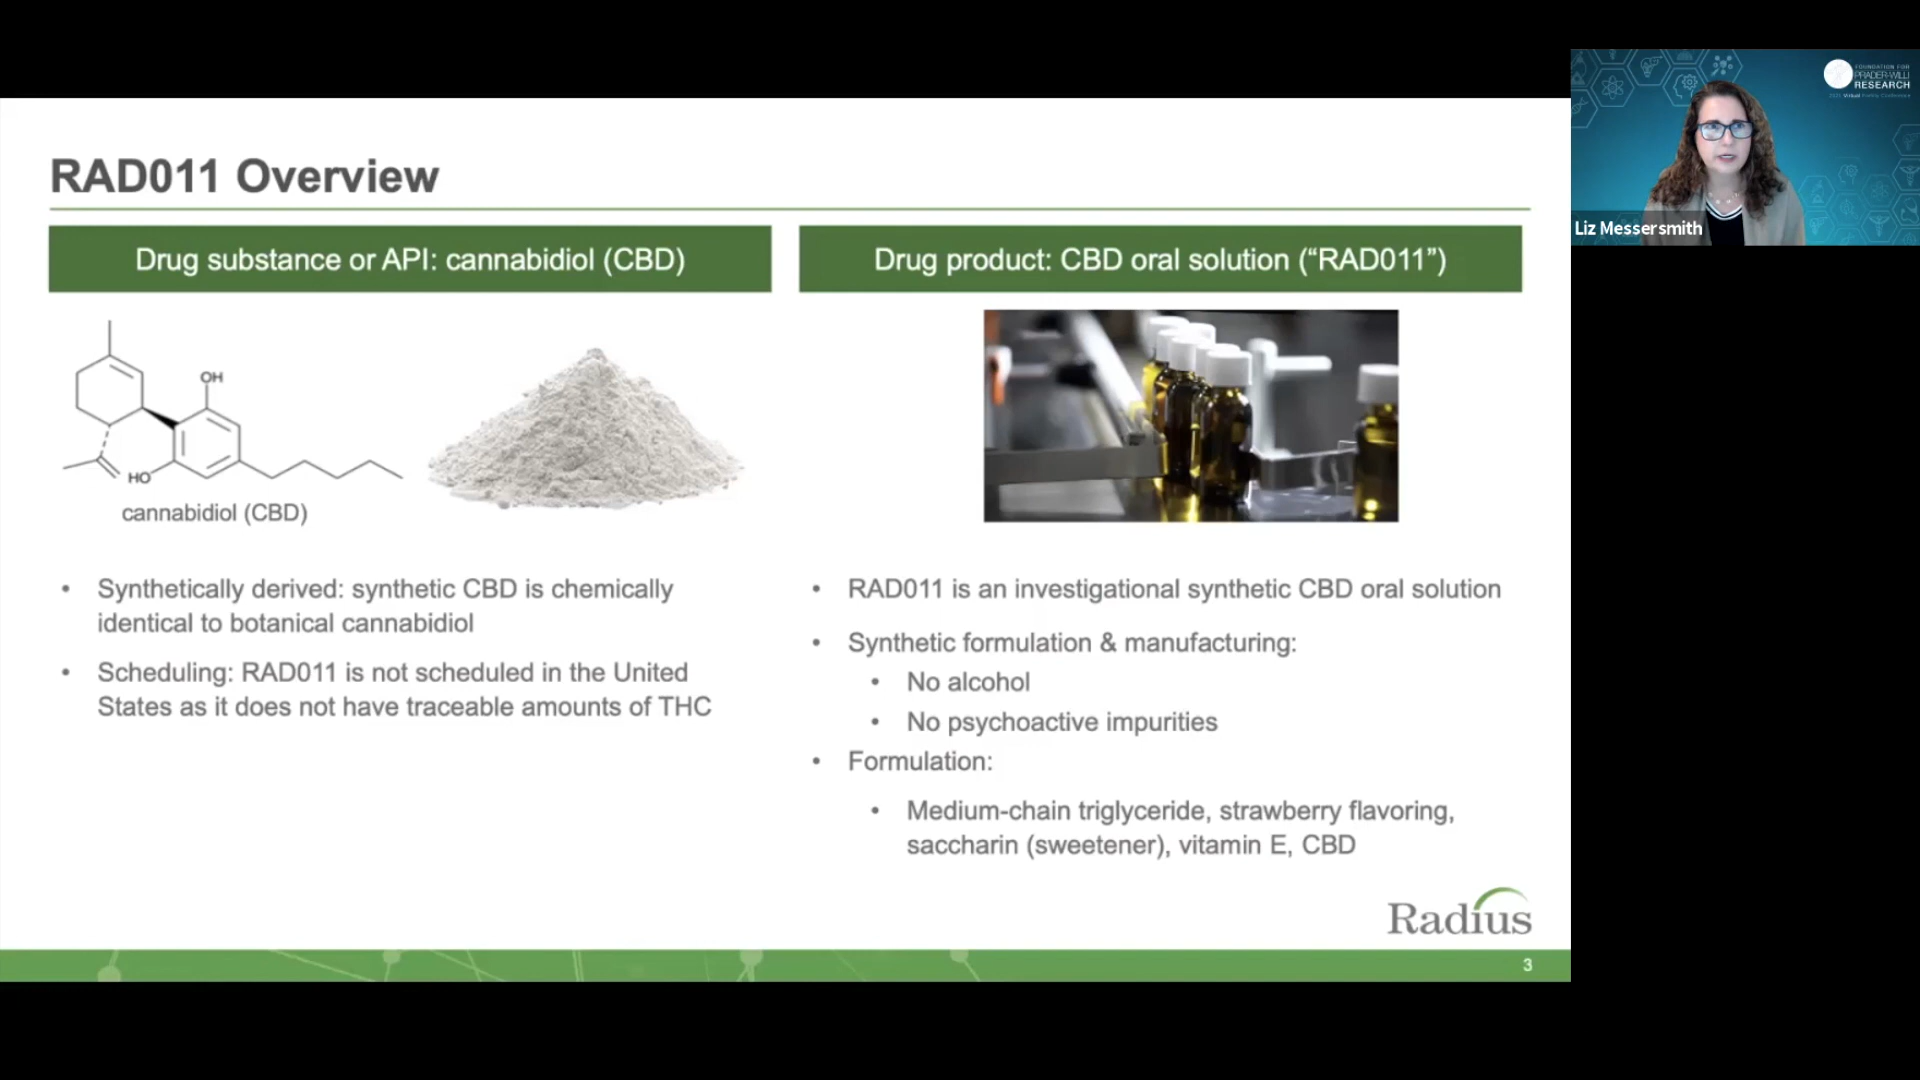 RAD011 Overview
Drug substance or API: cannabidiol (CBD)
Drug product: CBD oral solution (“RAD011”)
OH
HO
cannabidiol (CBD)
• Synthetically derived: synthetic CBD is chemically
identical to botanical cannabidiol
• Scheduling: RAD011 is not scheduled in the United
States as it does not have traceable amounts of THC
• RAD011 is an investigational synthetic CBD oral solution
• Synthetic formulation & manufacturing:
• No alcohol
• No psychoactive impurities
• Formulation:
• Medium-chain triglyceride, strawberry flavoring,
saccharin (sweetener), vitamin E, CBD
Radius
3
FOUNDATION FOR
PRADER-WILLI
RESEARCH
2021 Virtual Family Conference
Liz Messersmith